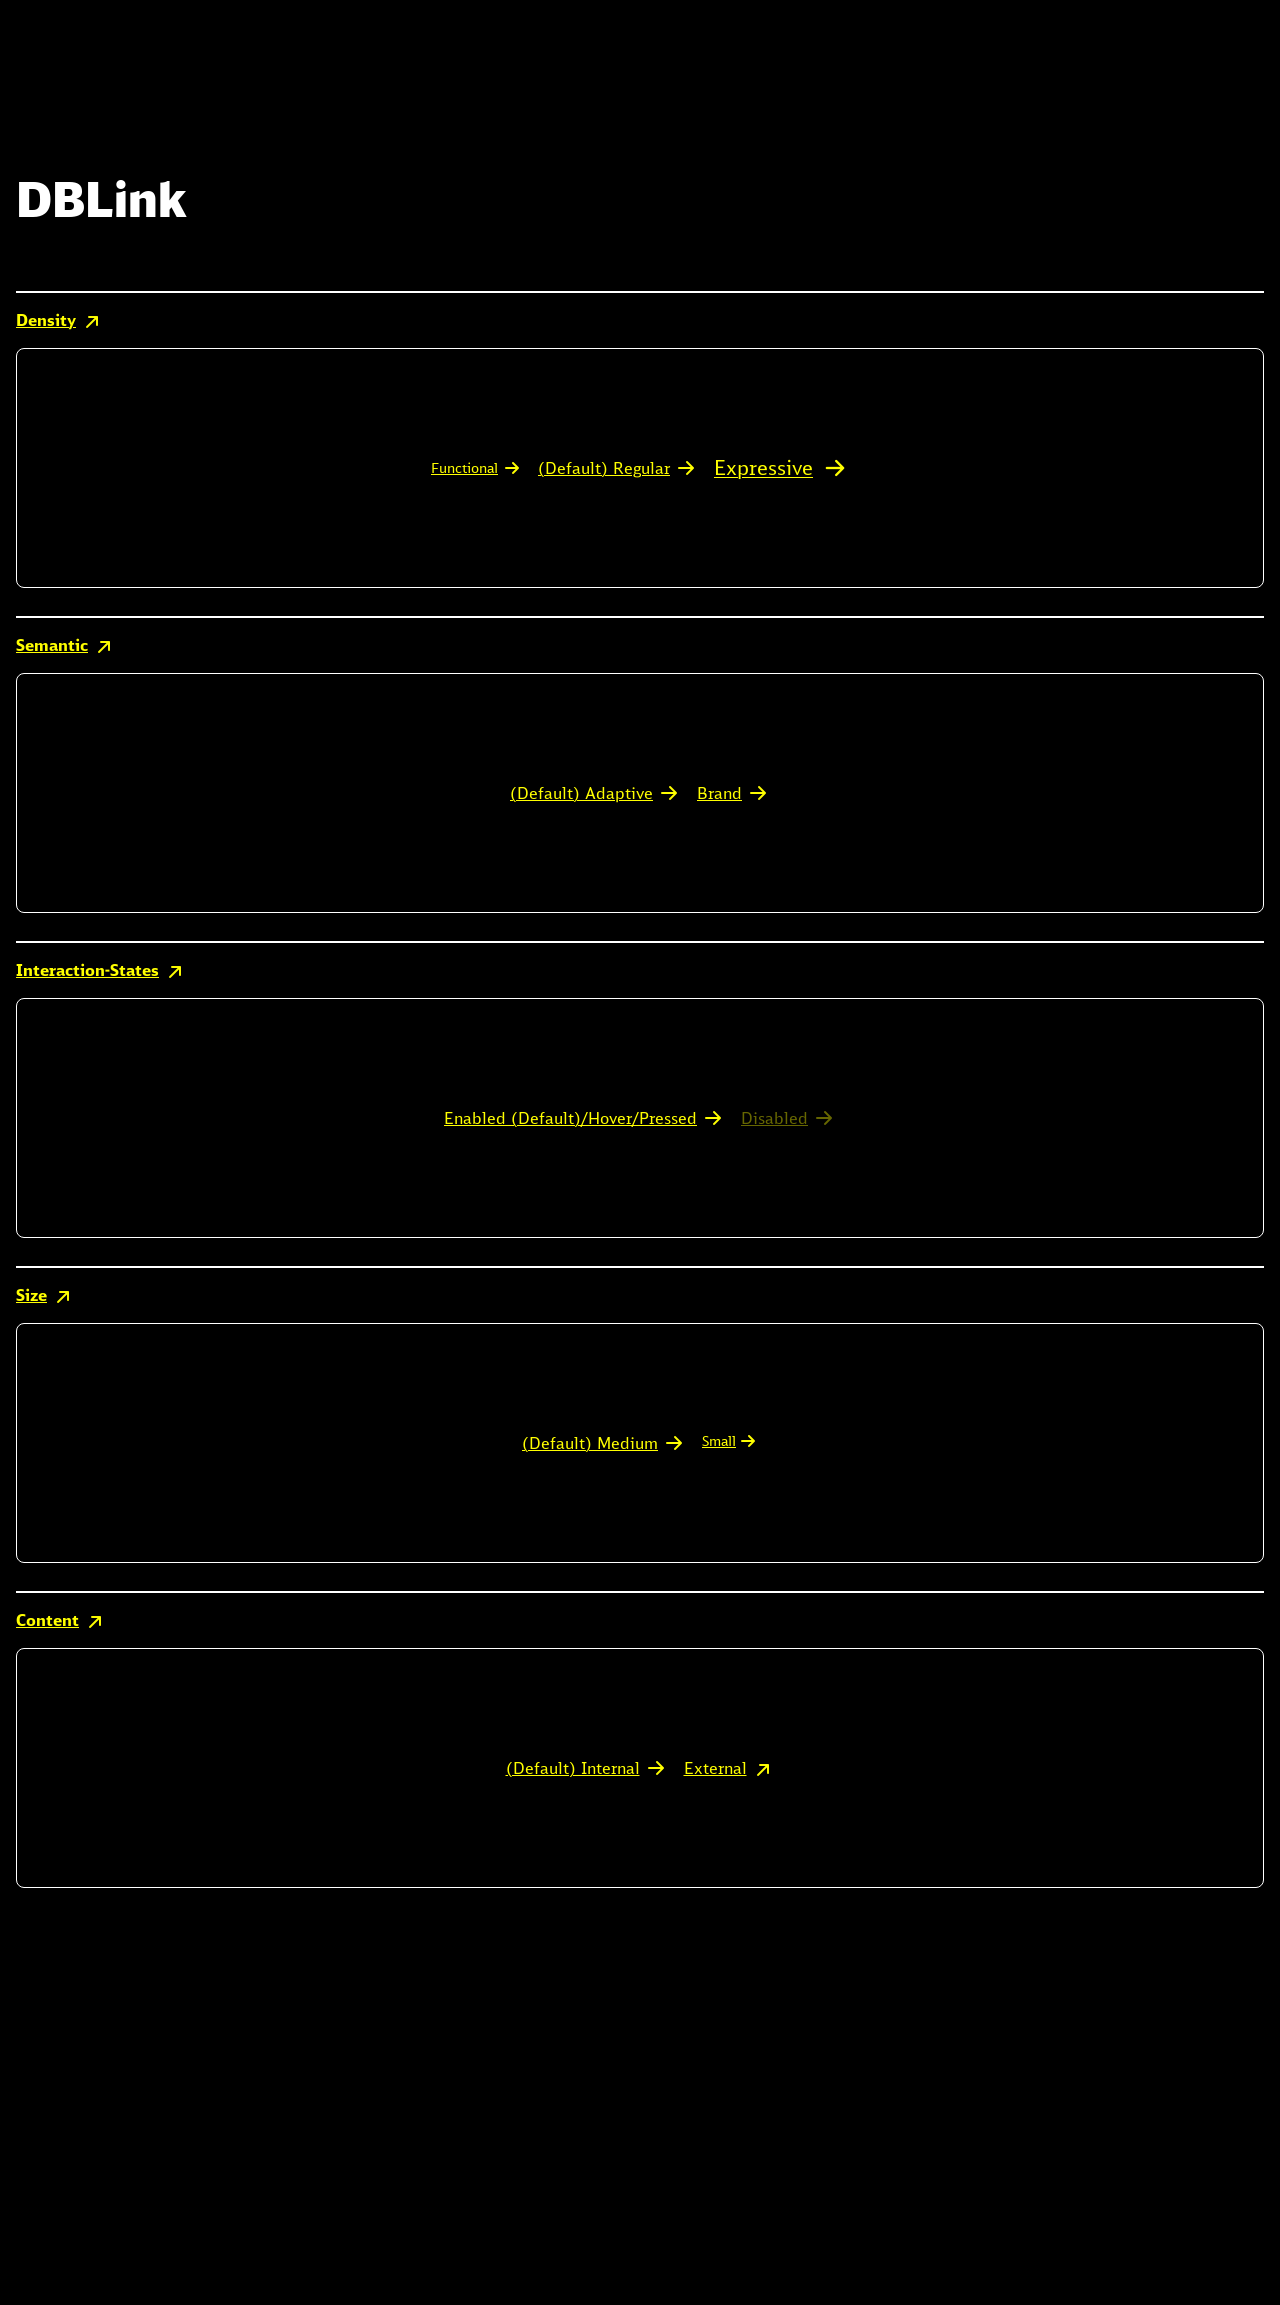 DBLink
Density
Functional (Default) Regular Expressive
Semantic
(Default) Adaptive Brand
Interaction-States
Enabled (Default)/Hover/Pressed Disabled
Size
(Default) Medium Small
Content
(Default) Internal External